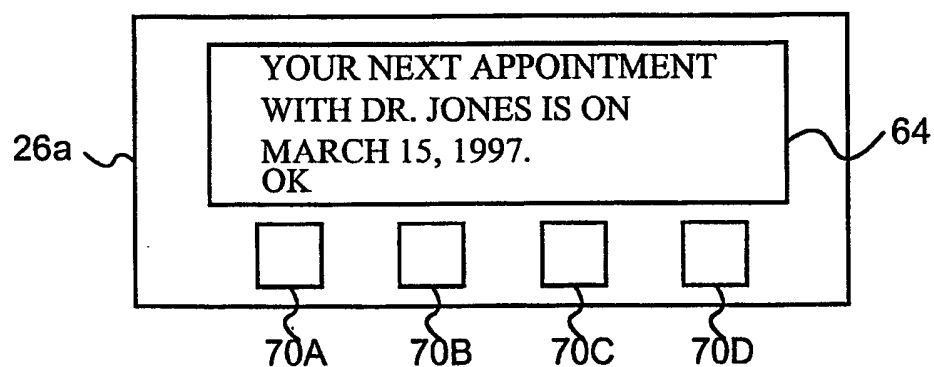 YOUR NEXT APPOINTMENT
WITH DR. JONES IS ON
MARCH 15, 1997.
OK
26a
64
70A
70B
70C
70D